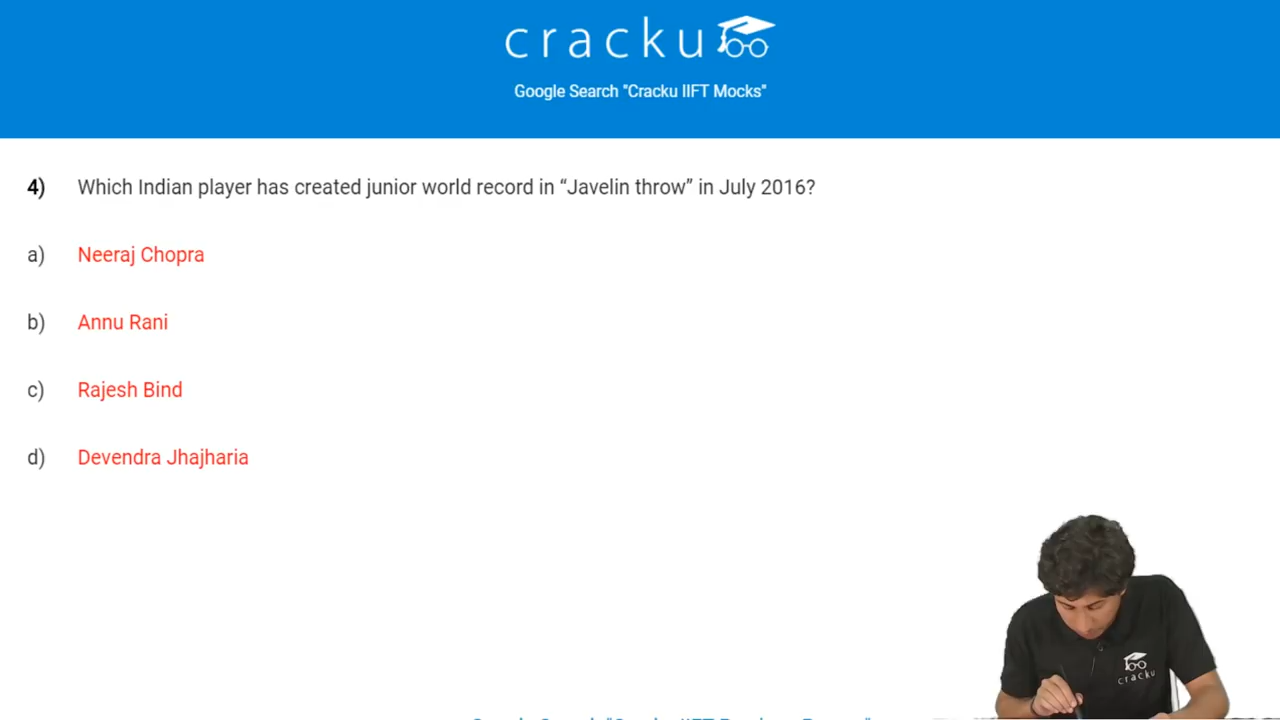 cracku
Google Search "Cracku IIFT Mocks"
4) Which Indian player has created junior world record in “Javelin throw” in July 2016?
a) Neeraj Chopra
b) Annu Rani
c) Rajesh Bind
d) Devendra Jhajharia
cracku